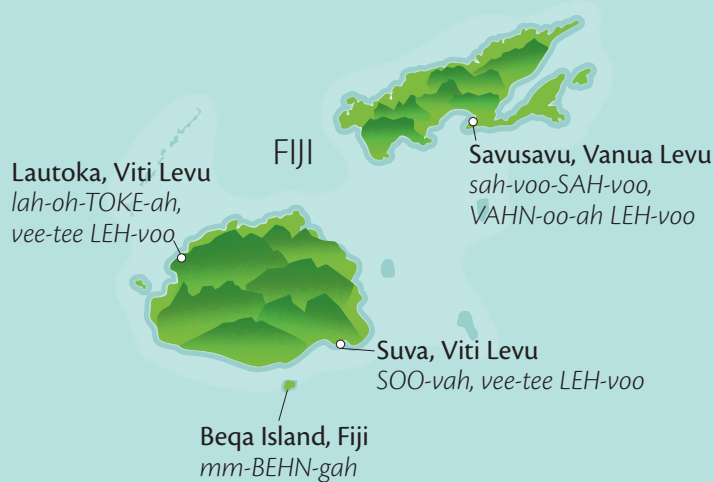 FIJI
Lautoka, Viti Levu
lah-oh-TOKE-ah,
vee-tee LEH-voo
Savusavu, Vanua Levu
sah-voo-SAH-voo,
VAHN-oo-ah LEH-voo
Suva, Viti Levu
SOO-vah, vee-tee LEH-voo
Beqa Island, Fiji
mm-BEHN-gah